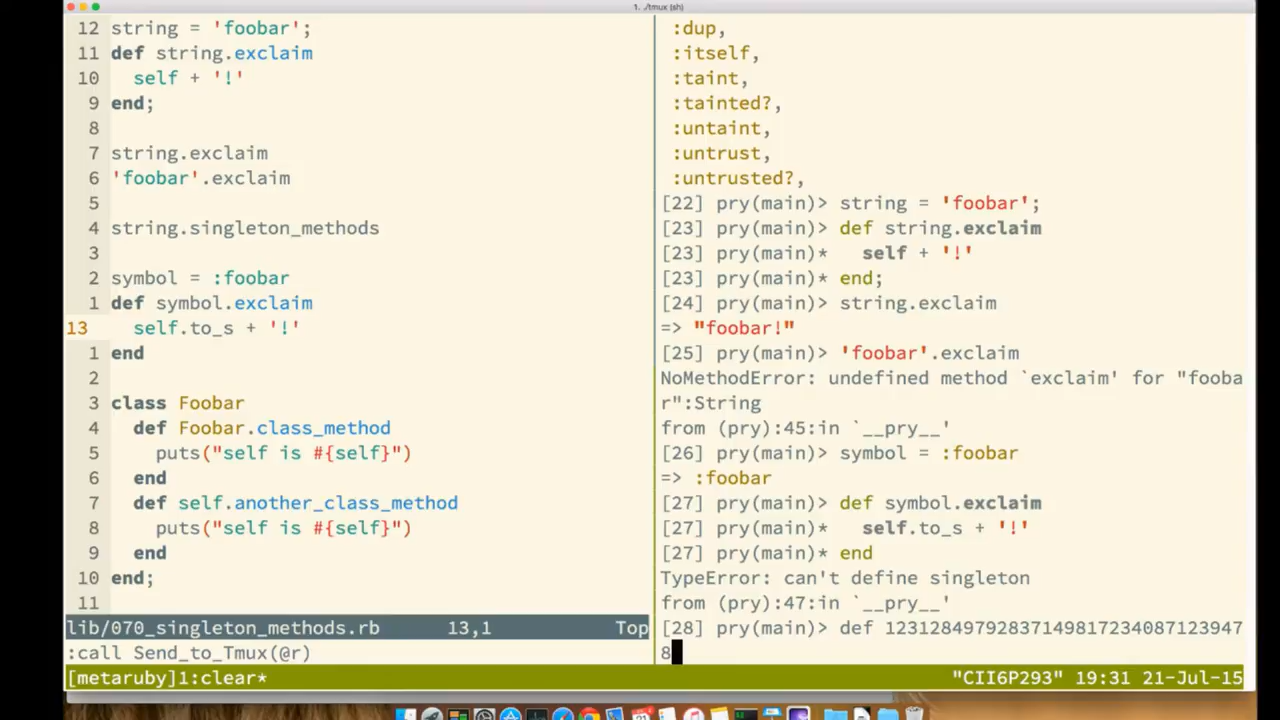 1. ./tmux (sh)
12 string = 'foobar';
11 def string.exclaim
10   self + '!'
9 end;
8
7 string.exclaim
6 'foobar'.exclaim
5
4 string.singleton_methods
3
2 symbol = :foobar
1 def symbol.exclaim
13   self.to_s + '!'
1 end
2
3 class Foobar
4   def Foobar.class_method
5     puts("self is #{self}")
6   end
7   def self.another_class_method
8     puts("self is #{self}")
9   end
10 end;
11
lib/070_singleton_methods.rb 13,1 Top
:call Send_to_Tmux(@r)
:dup,
:itself,
:taint,
:tainted?,
:untaint,
:untrust,
:untrusted?,
[22] pry(main)> string = 'foobar';
[23] pry(main)> def string.exclaim
[23] pry(main)*   self + '!'
[23] pry(main)* end;
[24] pry(main)> string.exclaim
=> "foobar!"
[25] pry(main)> 'foobar'.exclaim
NoMethodError: undefined method `exclaim' for "fooba
r":String
from (pry):45:in `__pry__'
[26] pry(main)> symbol = :foobar
=> :foobar
[27] pry(main)> def symbol.exclaim
[27] pry(main)*   self.to_s + '!'
[27] pry(main)* end
TypeError: can't define singleton
from (pry):47:in `__pry__'
[28] pry(main)> def 12312849792837149817234087123947
8
[metaruby]1:clear* "CII6P293" 19:31 21-Jul-15